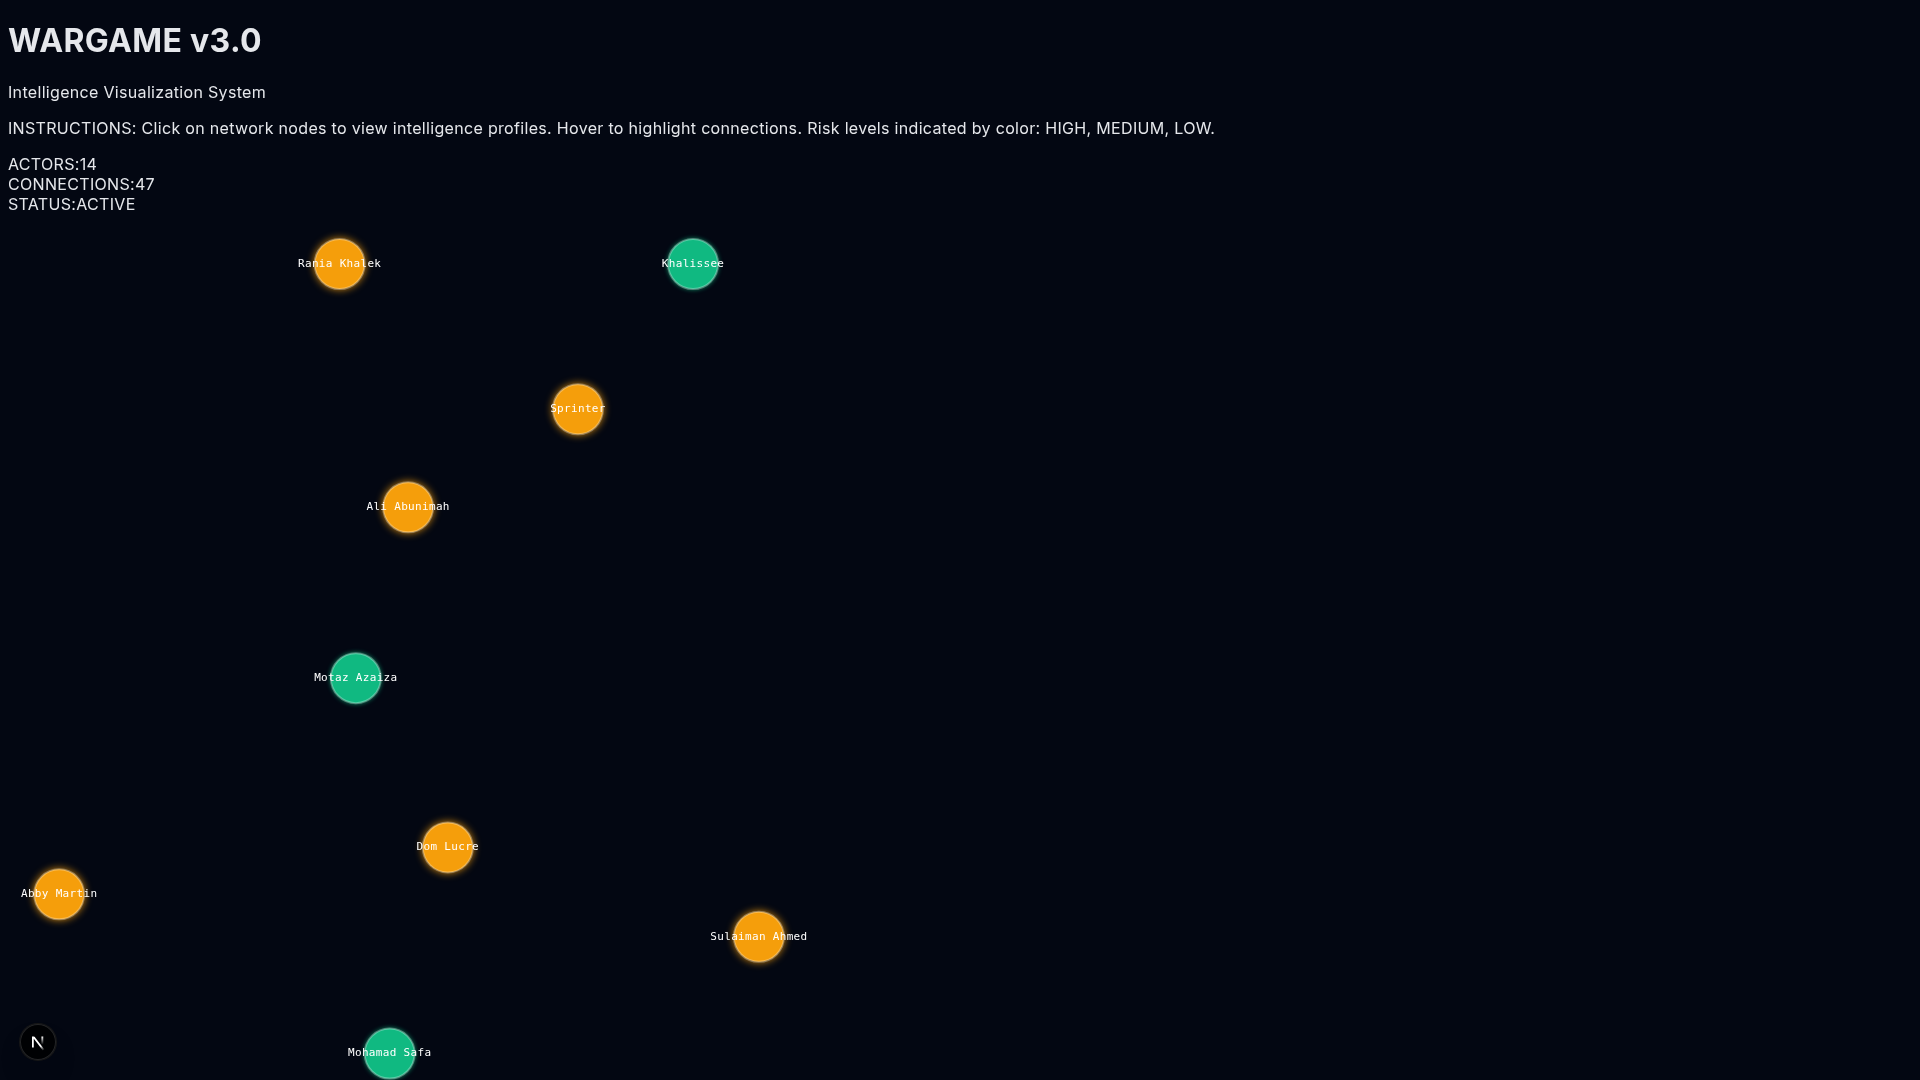 WARGAME v3.0
Intelligence Visualization System
INSTRUCTIONS: Click on network nodes to view intelligence profiles. Hover to highlight connections. Risk levels indicated by color: HIGH, MEDIUM, LOW.
ACTORS:14
CONNECTIONS:47
STATUS:ACTIVE
Rania Khalek
Khalissee
Sprinter
Ali Abunimah
Motaz Azaiza
Dom Lucre
Abby Martin
Sulaiman Ahmed
N
Mohamad Safa